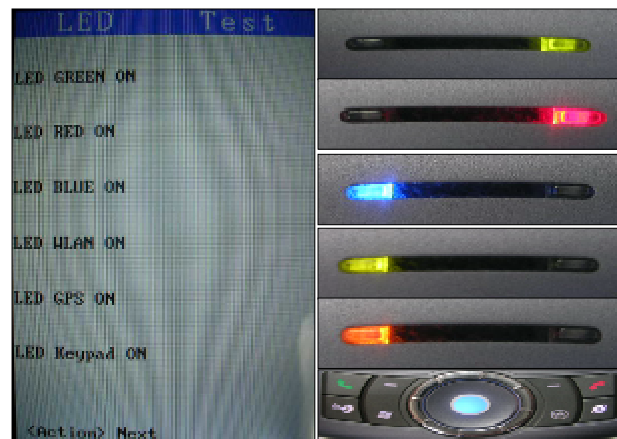 LED Test
LED GREEN ON
LED RED ON
LED BLUE ON
LED WLAN ON
LED GPS ON
LED Keypad ON
<Action> Next